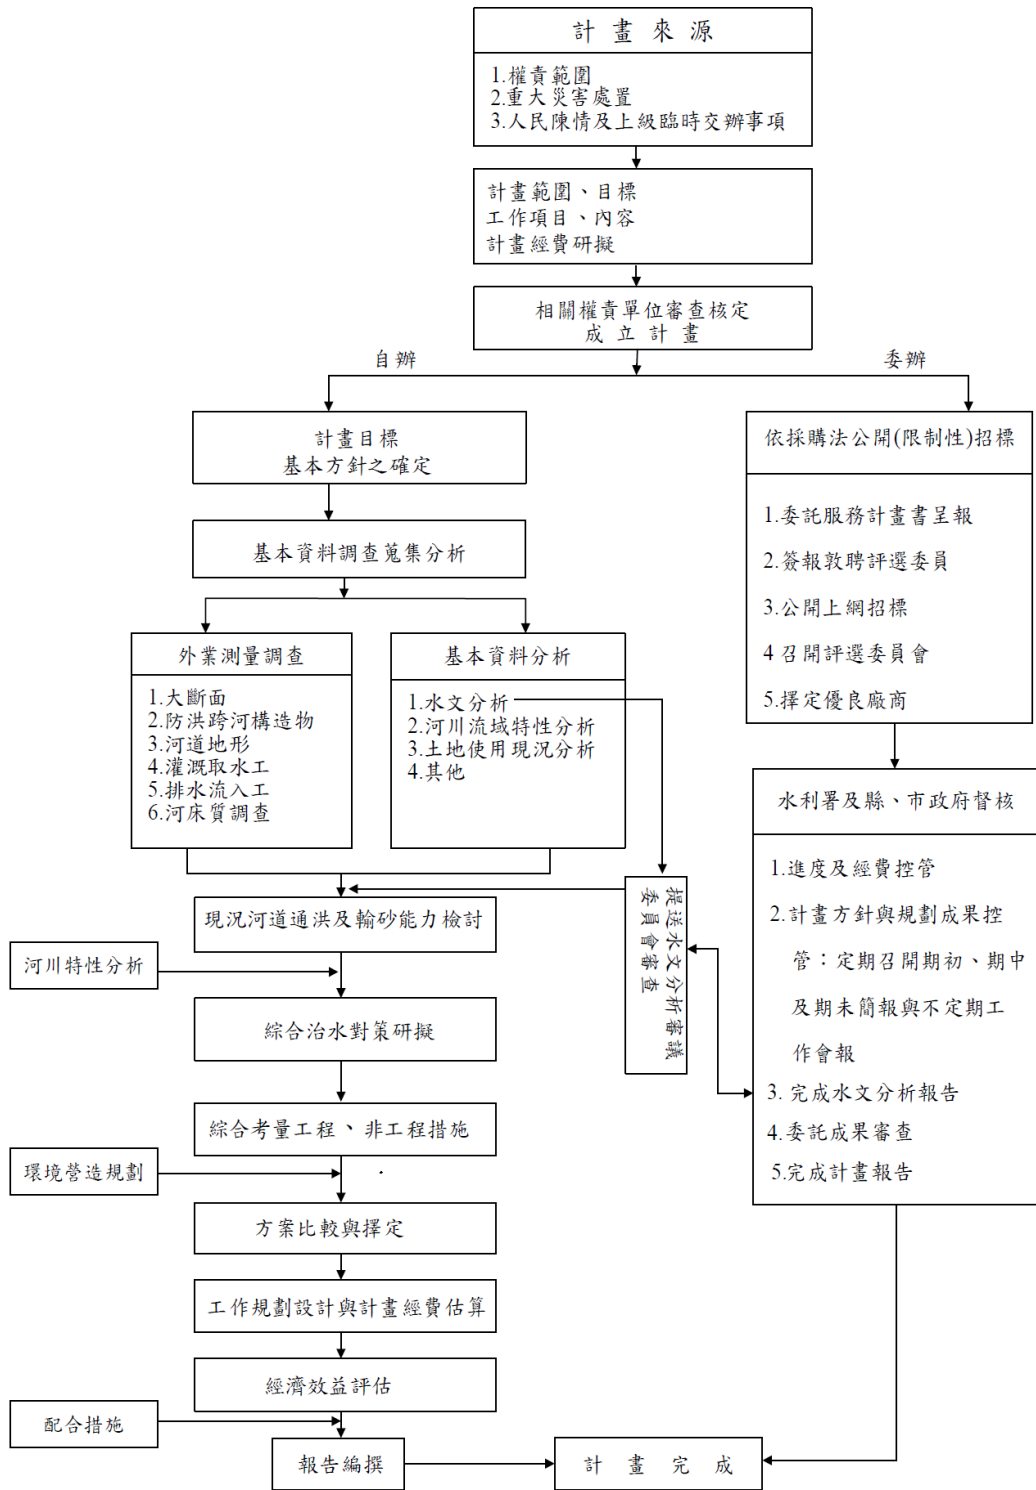 計畫來源
1.權責範圍
2.重大災害處置
3.人民陳情及上級臨時交辦事項
計畫範圍、目標
工作項目、內容
計畫經費研擬
相關權責單位審查核定
成立計畫
自辦
委辦
計畫目標
基本方針之確定
基本資料調查蒐集分析
外業測量調查
1.大斷面
2.防洪跨河構造物
3.河道地形
4.灌溉取水工
5.排水流入工
6.河床質調查
基本資料分析
1.水文分析
2.河川流域特性分析
3.土地使用現況分析
4.其他
依採購法公開(限制性)招標
1.委託服務計畫書呈報
2.簽報敦聘評選委員
3.公開上網招標
4召開評選委員會
5.擇定優良廠商
水利署及縣、市政府督核
1.進度及經費控管
2.計畫方針與規劃成果控
管：定期召開期初、期中
及期未簡報與不定期工
作會報
3. 完成水文分析報告
4.委託成果審查
5.完成計畫報告
提送水文分析審議
委員會審查
現況河道通洪及輸砂能力檢討
河川特性分析
綜合治水對策研擬
綜合考量工程、非工程措施
環境營造規劃
方案比較與擇定
工作規劃設計與計畫經費估算
經濟效益評估
配合措施
報告編撰
計畫完成